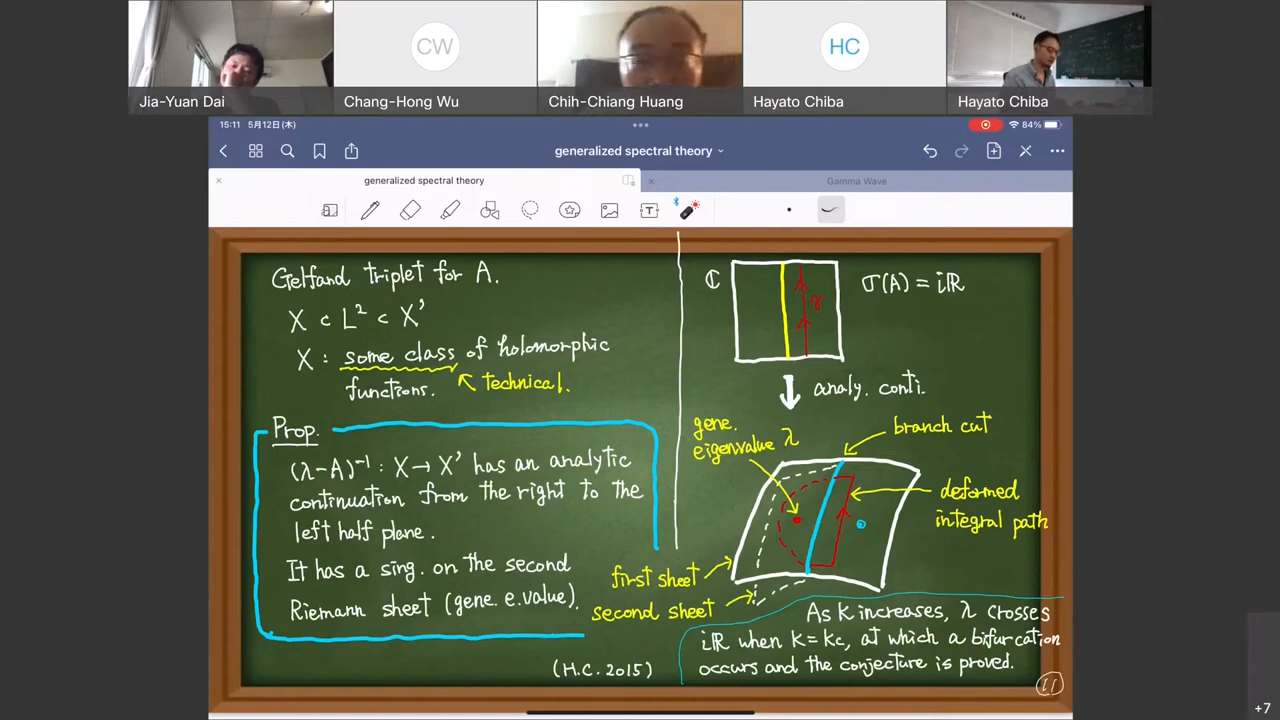 CW
HC
Jia-Yuan Dai
Chang-Hong Wu
Chih-Chiang Huang
Hayato Chiba
Hayato Chiba
15:11 5月12日(木)
84%
generalized spectral theory
generalized spectral theory
Gamma Wave
Gelfand triplet for A.
X ⊂ L² ⊂ X'
X : some class of holomorphic
functions.
technical.
Prop.
(λ-A)⁻¹ : X → X' has an analytic
continuation from the right to the
left half plane.
It has a sing. on the second
Riemann sheet (gene. e.value).
(H.C. 2015)
ℂ
σ(A) = iℝ
γ
analy. conti.
gene.
eigenvalue λ
branch cut
deformed
integral path
first sheet
second sheet
As K increases, λ crosses
iℝ when K = Kc, at which a bifurcation
occurs and the conjecture is proved.
11
+7